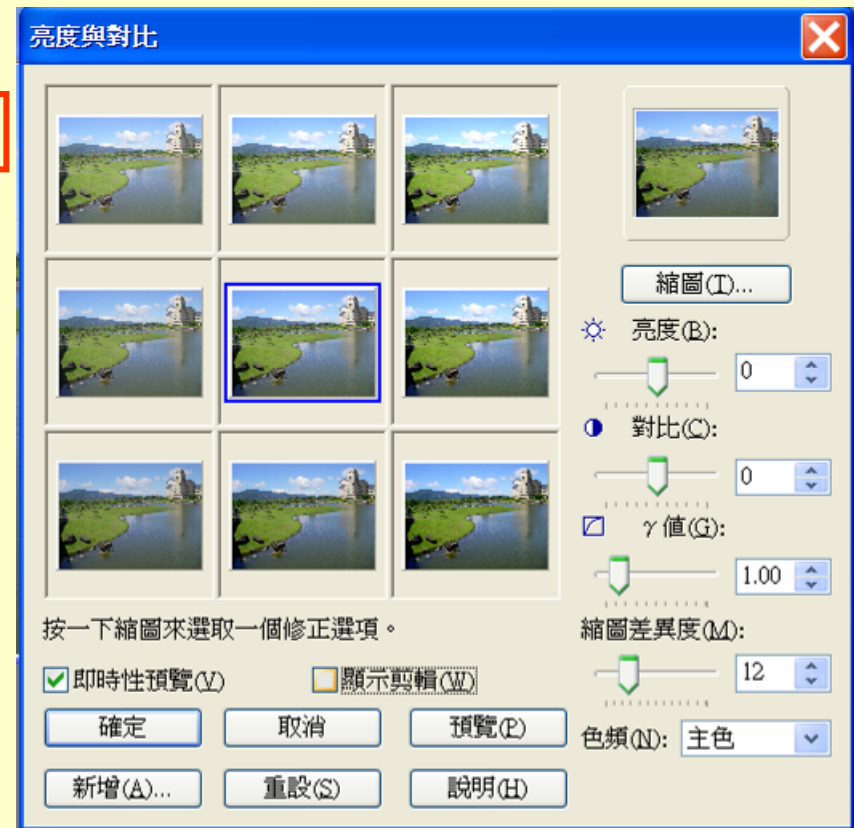 亮度與對比
縮圖(T)...
亮度(B):
0
對比(C):
0
γ值(G):
1.00
縮圖差異度(M):
12
色頻(N): 主色
按一下縮圖來選取一個修正選項。
即時性預覽(V) 顯示剪輯(W)
確定 取消 預覽(P)
新增(A)... 重設(S) 說明(H)